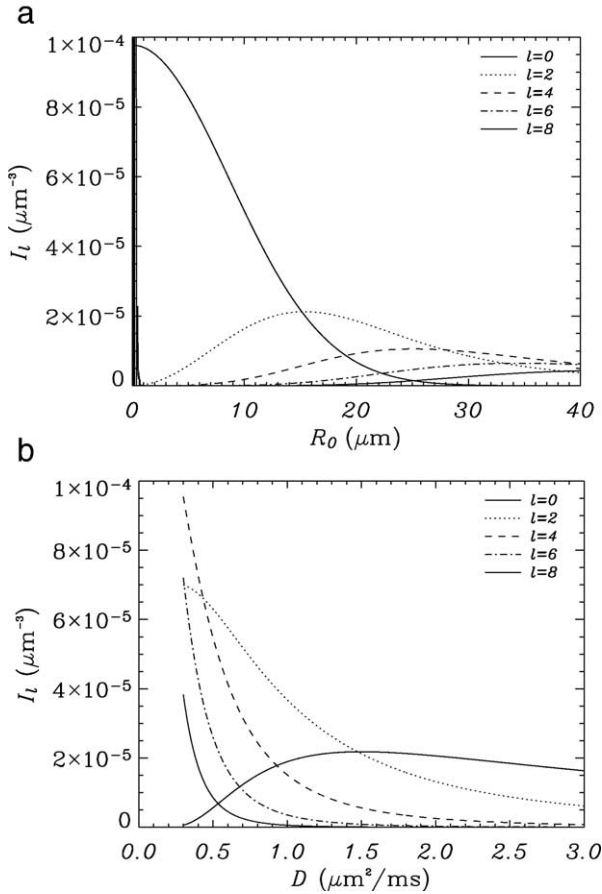 a
1×10⁻⁴
8×10⁻⁵
6×10⁻⁵
4×10⁻⁵
2×10⁻⁵
0
I_l (μm⁻³)
l=0
l=2
l=4
l=6
l=8
0 10 20 30 40
R_0 (μm)
b
1×10⁻⁴
8×10⁻⁵
6×10⁻⁵
4×10⁻⁵
2×10⁻⁵
0
I_l (μm⁻³)
l=0
l=2
l=4
l=6
l=8
0.0 0.5 1.0 1.5 2.0 2.5 3.0
D (μm²/ms)